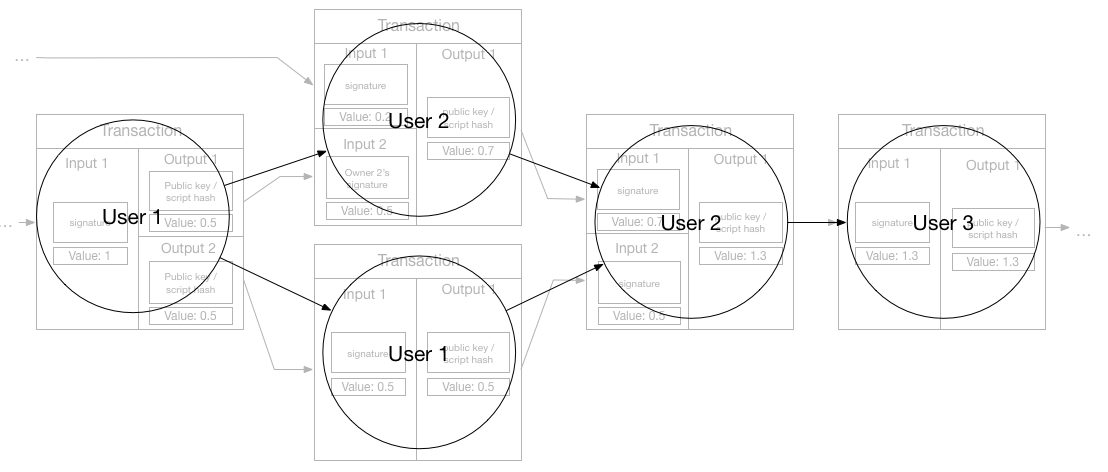 ...
...
Transaction
Input 1
signature
Value: 1
Output 1
Public key /
script hash
Value: 0.5
Output 2
Public key /
script hash
Value: 0.5
User 1
Transaction
Input 1
signature
Value: 0.2
Input 2
Owner 2's
signature
Value: 0.5
Output 1
public key /
script hash
Value: 0.7
User 2
Transaction
Input 1
signature
Value: 0.5
Output 1
public key /
script hash
Value: 0.5
User 1
Transaction
Input 1
signature
Value: 0.7
Input 2
signature
Value: 0.5
Output 1
public key /
script hash
Value: 1.3
User 2
Transaction
Input 1
signature
Value: 1.3
Output 1
public key /
script hash
Value: 1.3
User 3
...